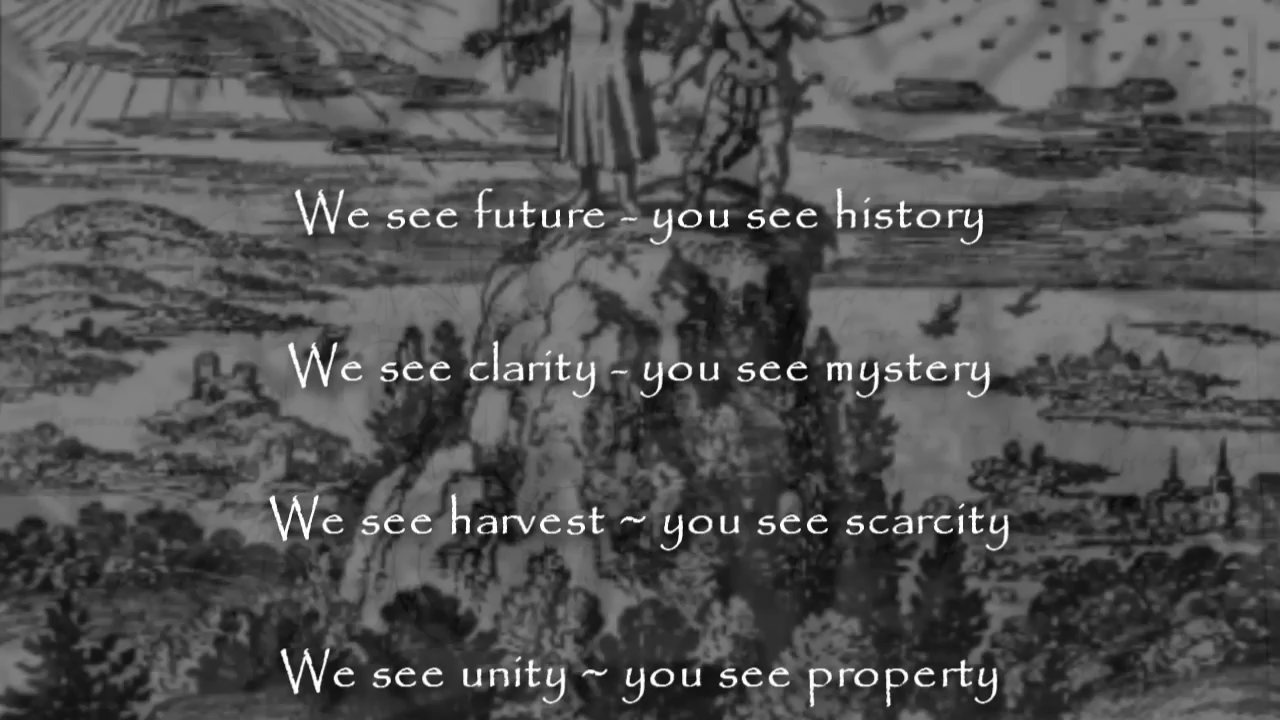 We see future - you see history
We see clarity - you see mystery
We see harvest ~ you see scarcity
We see unity ~ you see property